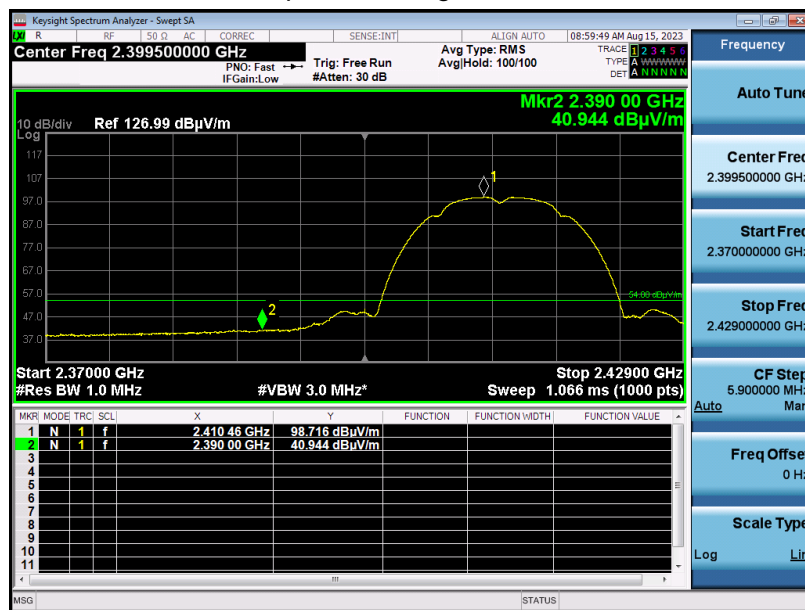 Keysight Spectrum Analyzer - Swept SA
LXI R RF 50 Ω AC CORREC SENSE:INT ALIGN AUTO 08:59:49 AM Aug 15, 2023
Center Freq 2.399500000 GHz
PNO: Fast
IFGain:Low
Trig: Free Run
#Atten: 30 dB
Avg Type: RMS
Avg|Hold: 100/100
TRACE 1 2 3 4 5 6
TYPE A WWWWW
DET A N N N N N
Mkr2 2.390 00 GHz
40.944 dBµV/m
10 dB/div Ref 126.99 dBµV/m
Log
117
107
97.0
87.0
77.0
67.0
57.0
47.0
37.0
1
2
54.00 dBµV/m
Start 2.37000 GHz Stop 2.42900 GHz
#Res BW 1.0 MHz #VBW 3.0 MHz* Sweep 1.066 ms (1000 pts)
MKR MODE TRC SCL X Y FUNCTION FUNCTION WIDTH FUNCTION VALUE
1 N 1 f 2.410 46 GHz 98.716 dBµV/m
2 N 1 f 2.390 00 GHz 40.944 dBµV/m
3
4
5
6
7
8
9
10
11
MSG STATUS
Frequency
Auto Tune
Center Freq
2.399500000 GHz
Start Freq
2.370000000 GHz
Stop Freq
2.429000000 GHz
CF Step
5.900000 MHz
Auto Man
Freq Offset
0 Hz
Scale Type
Log Lin